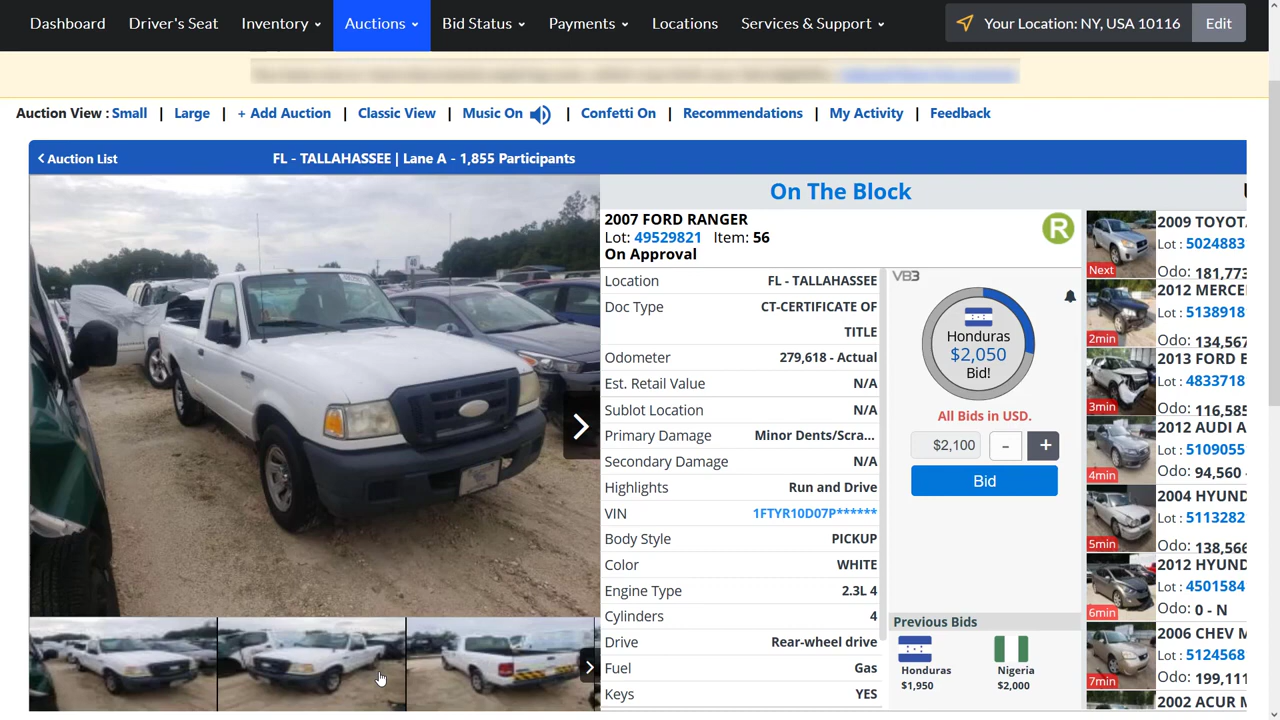 Dashboard Driver's Seat Inventory Auctions Bid Status Payments Locations Services & Support Your Location: NY, USA 10116 Edit
Auction View : Small | Large | + Add Auction | Classic View | Music On | Confetti On | Recommendations | My Activity | Feedback
Auction List FL - TALLAHASSEE | Lane A - 1,855 Participants
On The Block
2007 FORD RANGER
Lot: 49529821 Item: 56
On Approval
R
Location FL - TALLAHASSEE
Doc Type CT-CERTIFICATE OF
TITLE
Odometer 279,618 - Actual
Est. Retail Value N/A
Sublot Location N/A
Primary Damage Minor Dents/Scra...
Secondary Damage N/A
Highlights Run and Drive
VIN 1FTYR10D07P******
Body Style PICKUP
Color WHITE
Engine Type 2.3L 4
Cylinders 4
Drive Rear-wheel drive
Fuel Gas
Keys YES
VB3
Honduras
$2,050
Bid!
All Bids in USD.
$2,100 - +
Bid
Previous Bids
Honduras Nigeria
$1,950 $2,000
2009 TOYOT
Lot : 5024883
Next Odo: 181,773
2012 MERCE
Lot : 5138918
2min Odo: 134,567
2013 FORD E
Lot : 4833718
3min Odo: 116,585
2012 AUDI A
Lot : 5109055
4min Odo: 94,560
2004 HYUND
Lot : 5113282
5min Odo: 138,566
2012 HYUND
Lot : 4501584
6min Odo: 0 - N
2006 CHEV M
Lot : 5124568
7min Odo: 199,111
2002 ACUR M